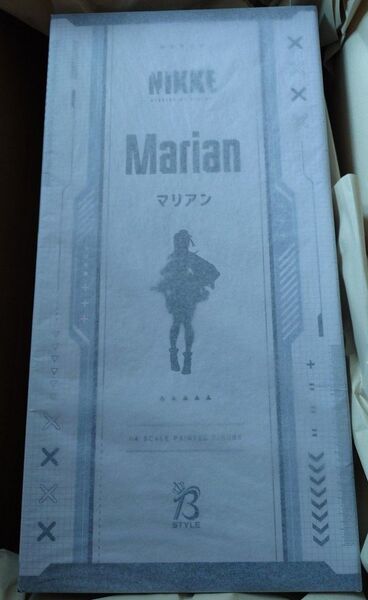 NIKKE
Marian
マリアン
1/4 SCALE PAINTED FIGURE
B
STYLE